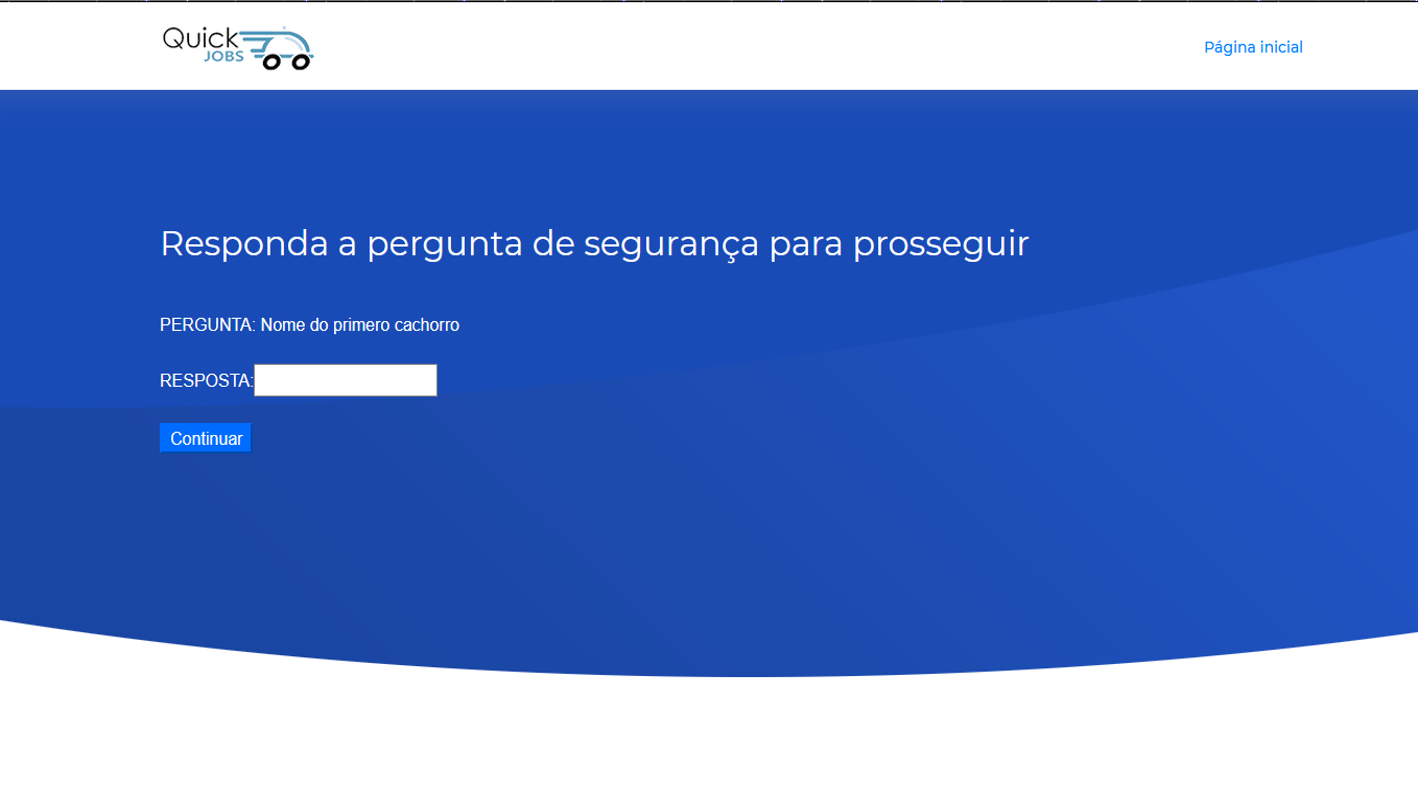 Quick
JOBS
Página inicial
Responda a pergunta de segurança para prosseguir
PERGUNTA: Nome do primero cachorro
RESPOSTA:
Continuar